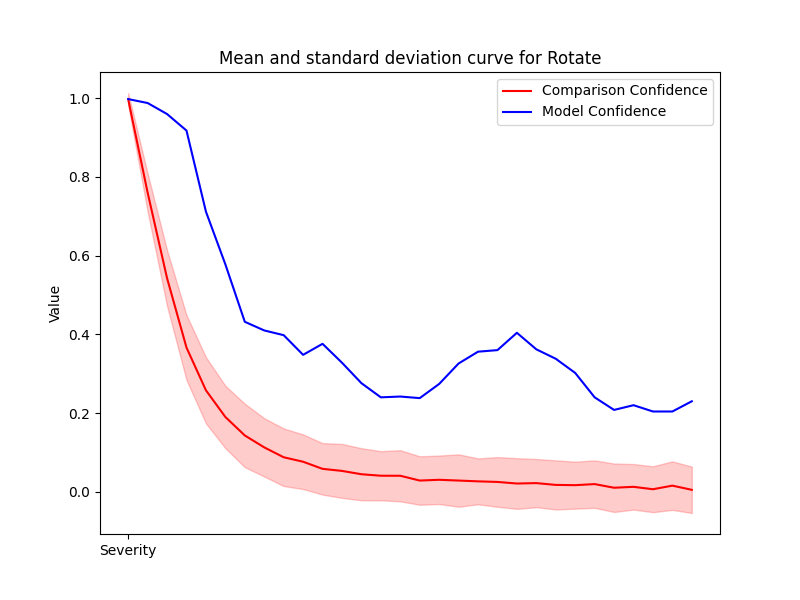 Mean and standard deviation curve for Rotate
Comparison Confidence
Model Confidence
1.0
0.8
0.6
0.4
0.2
0.0
Value
Severity